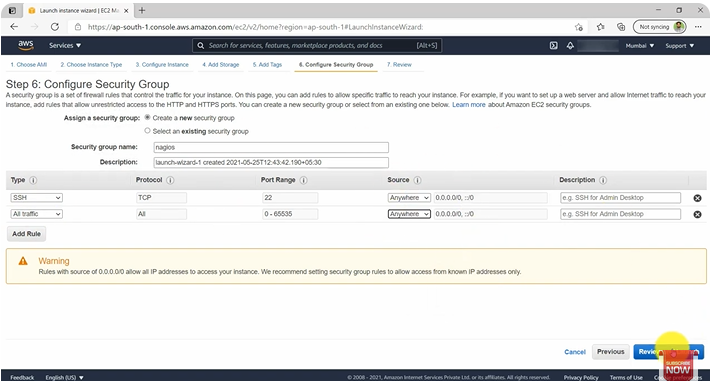 Launch instance wizard | EC2 Ma
https://ap-south-1.console.aws.amazon.com/ec2/v2/home?region=ap-south-1#LaunchInstanceWizard:
Not syncing
aws
Services
Search for services, features, marketplace products, and docs
[Alt+S]
Mumbai
Support
1. Choose AMI
2. Choose Instance Type
3. Configure Instance
4. Add Storage
5. Add Tags
6. Configure Security Group
7. Review
Step 6: Configure Security Group
A security group is a set of firewall rules that control the traffic for your instance. On this page, you can add rules to allow specific traffic to reach your instance. For example, if you want to set up a web server and allow Internet traffic to reach your
instance, add rules that allow unrestricted access to the HTTP and HTTPS ports. You can create a new security group or select from an existing one below. Learn more about Amazon EC2 security groups.
Assign a security group: Create a new security group
Select an existing security group
Security group name: nagios
Description: launch-wizard-1 created 2021-05-25T12:43:42.190+05:30
Type Protocol Port Range Source Description
SSH TCP 22 Anywhere 0.0.0.0/0, ::/0 e.g. SSH for Admin Desktop
All traffic All 0 - 65535 Anywhere 0.0.0.0/0, ::/0 e.g. SSH for Admin Desktop
Add Rule
Warning
Rules with source of 0.0.0.0/0 allow all IP addresses to access your instance. We recommend setting security group rules to allow access from known IP addresses only.
Cancel Previous
SUBSCRIBE
NOW
Feedback English (US) © 2008 - 2021, Amazon Internet Services Private Ltd. or its affiliates. All rights reserved. Privacy Policy Terms of Use preferences